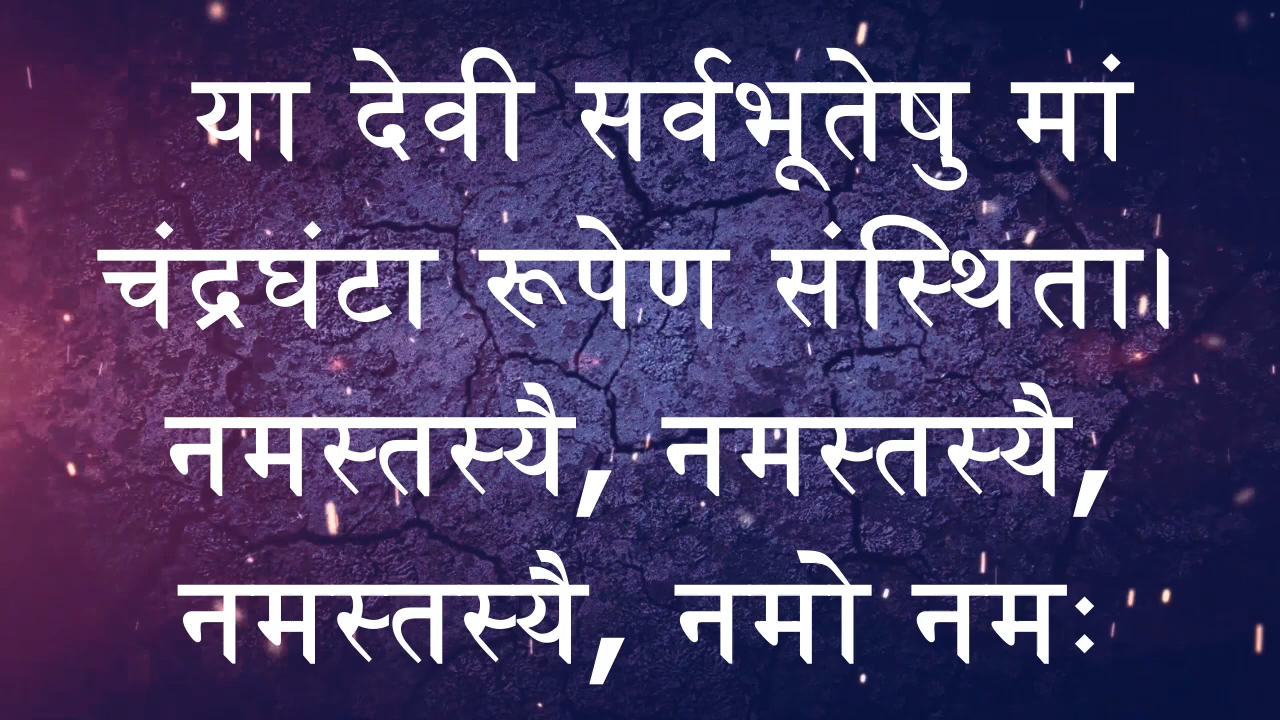 या देवी सर्वभूतेषु मां
चंद्रघंटा रूपेण संस्थिता।
नमस्तस्यै, नमस्तस्यै,
नमस्तस्यै, नमो नमः